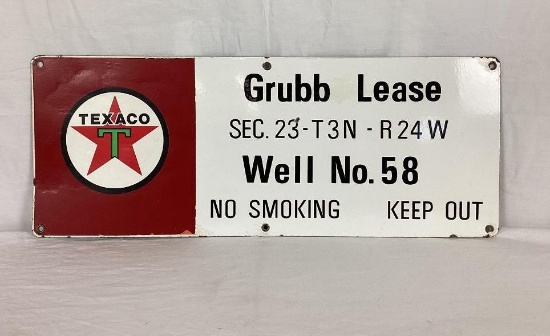 TEXACO
T
Grubb Lease
SEC. 23-T3N - R24W
Well No. 58
NO SMOKING KEEP OUT